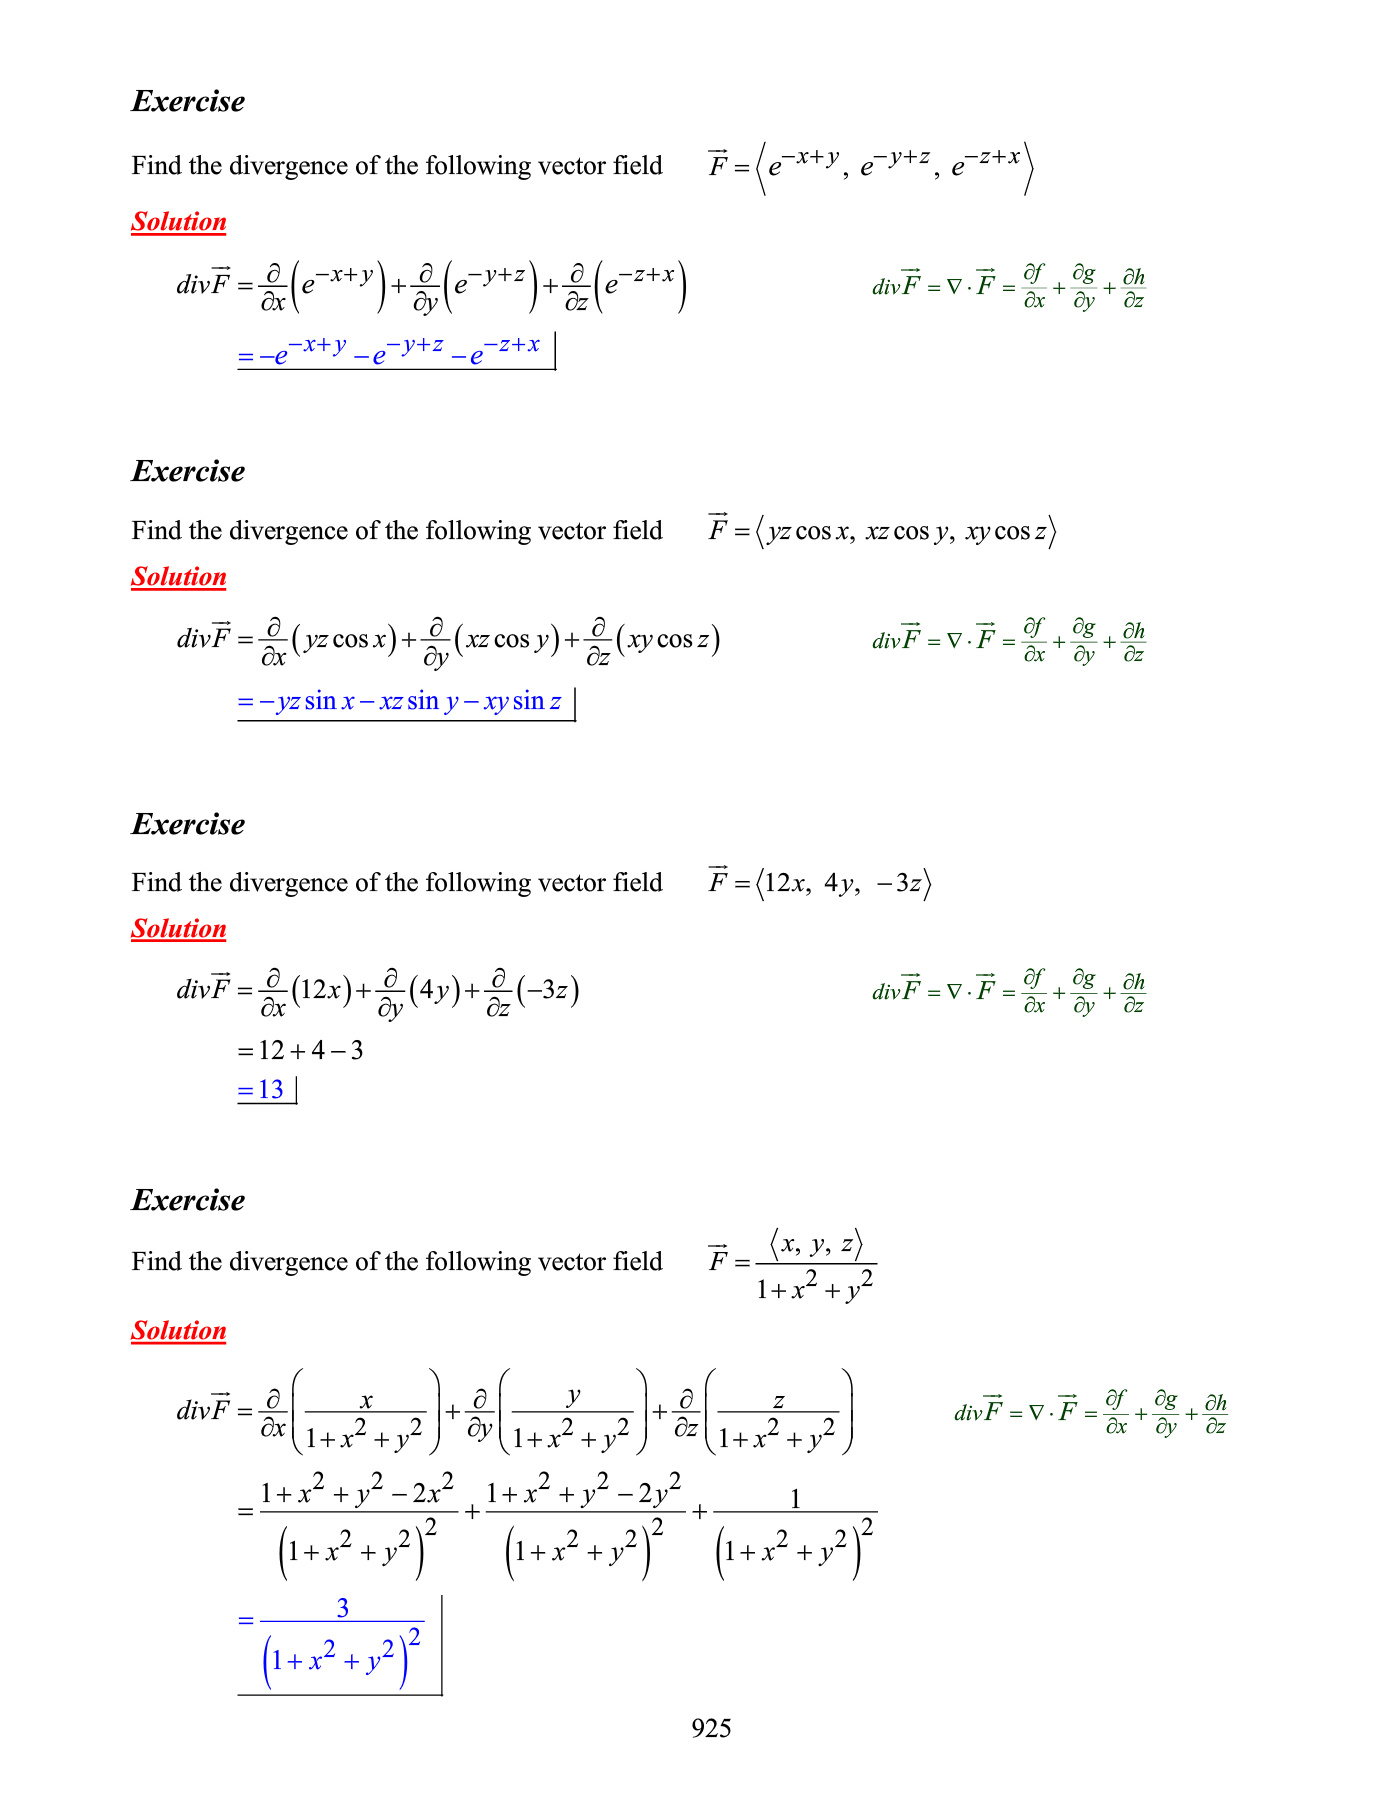 Exercise
Find the divergence of the following vector field $\vec{F} = \left\langle e^{-x+y},\ e^{-y+z},\ e^{-z+x} \right\rangle$
Solution
$div\vec{F} = \frac{\partial}{\partial x}\left(e^{-x+y}\right) + \frac{\partial}{\partial y}\left(e^{-y+z}\right) + \frac{\partial}{\partial z}\left(e^{-z+x}\right)$ $div\vec{F} = \nabla \cdot \vec{F} = \frac{\partial f}{\partial x} + \frac{\partial g}{\partial y} + \frac{\partial h}{\partial z}$
$= -e^{-x+y} - e^{-y+z} - e^{-z+x}$
Exercise
Find the divergence of the following vector field $\vec{F} = \langle yz\cos x,\ xz\cos y,\ xy\cos z \rangle$
Solution
$div\vec{F} = \frac{\partial}{\partial x}(yz\cos x) + \frac{\partial}{\partial y}(xz\cos y) + \frac{\partial}{\partial z}(xy\cos z)$ $div\vec{F} = \nabla \cdot \vec{F} = \frac{\partial f}{\partial x} + \frac{\partial g}{\partial y} + \frac{\partial h}{\partial z}$
$= -yz\sin x - xz\sin y - xy\sin z$
Exercise
Find the divergence of the following vector field $\vec{F} = \langle 12x,\ 4y,\ -3z \rangle$
Solution
$div\vec{F} = \frac{\partial}{\partial x}(12x) + \frac{\partial}{\partial y}(4y) + \frac{\partial}{\partial z}(-3z)$ $div\vec{F} = \nabla \cdot \vec{F} = \frac{\partial f}{\partial x} + \frac{\partial g}{\partial y} + \frac{\partial h}{\partial z}$
$= 12 + 4 - 3$
$= 13$
Exercise
Find the divergence of the following vector field $\vec{F} = \frac{\langle x,\ y,\ z \rangle}{1 + x^2 + y^2}$
Solution
$div\vec{F} = \frac{\partial}{\partial x}\left(\frac{x}{1 + x^2 + y^2}\right) + \frac{\partial}{\partial y}\left(\frac{y}{1 + x^2 + y^2}\right) + \frac{\partial}{\partial z}\left(\frac{z}{1 + x^2 + y^2}\right)$ $div\vec{F} = \nabla \cdot \vec{F} = \frac{\partial f}{\partial x} + \frac{\partial g}{\partial y} + \frac{\partial h}{\partial z}$
$= \frac{1 + x^2 + y^2 - 2x^2}{\left(1 + x^2 + y^2\right)^2} + \frac{1 + x^2 + y^2 - 2y^2}{\left(1 + x^2 + y^2\right)^2} + \frac{1}{\left(1 + x^2 + y^2\right)^2}$
$= \frac{3}{\left(1 + x^2 + y^2\right)^2}$
925